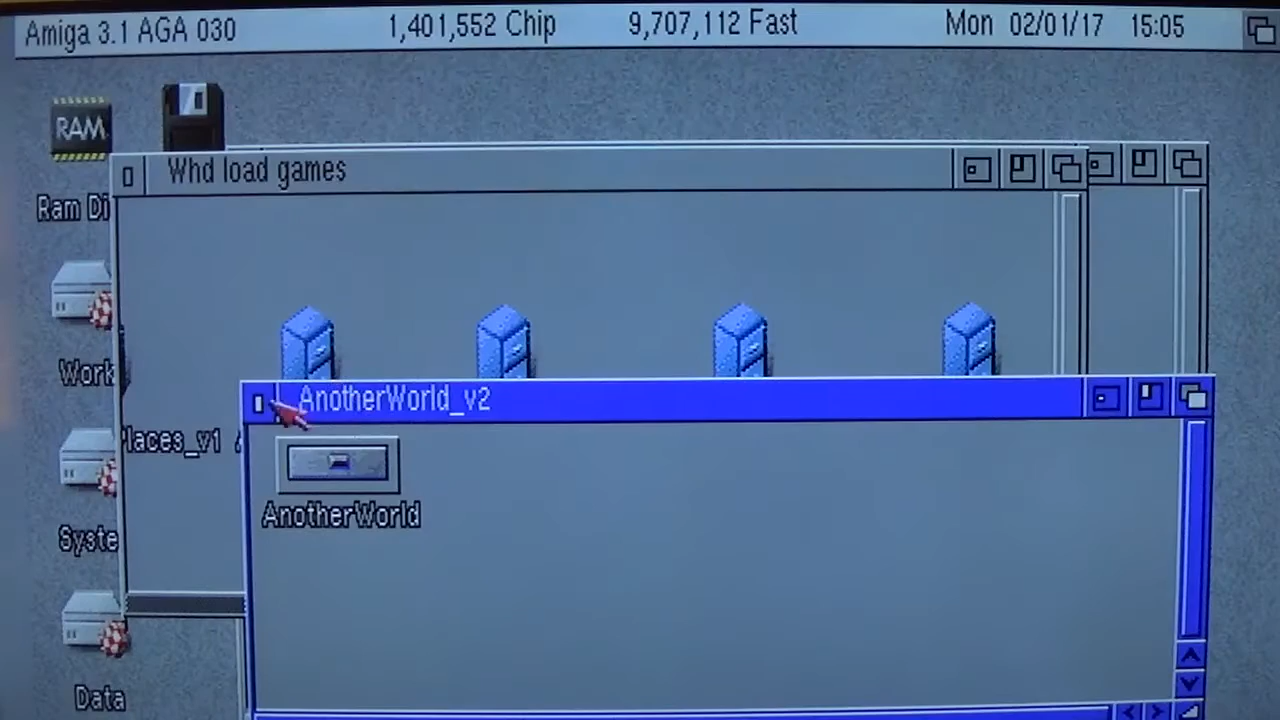 Amiga 3.1 AGA 030 1,401,552 Chip 9,707,112 Fast Mon 02/01/17 15:05
RAM
Whd load games
Ram Di
Work
AnotherWorld_v2
laces_v1
AnotherWorld
Syste
Data